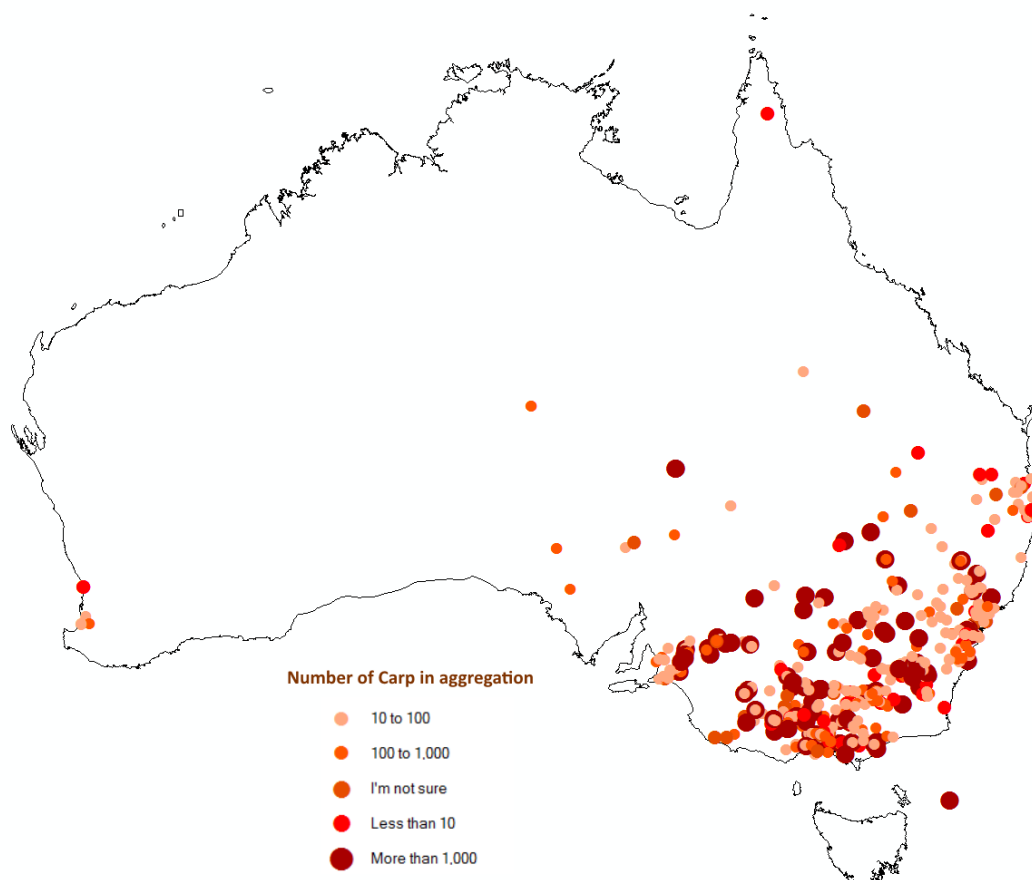 Number of Carp in aggregation
10 to 100
100 to 1,000
I'm not sure
Less than 10
More than 1,000